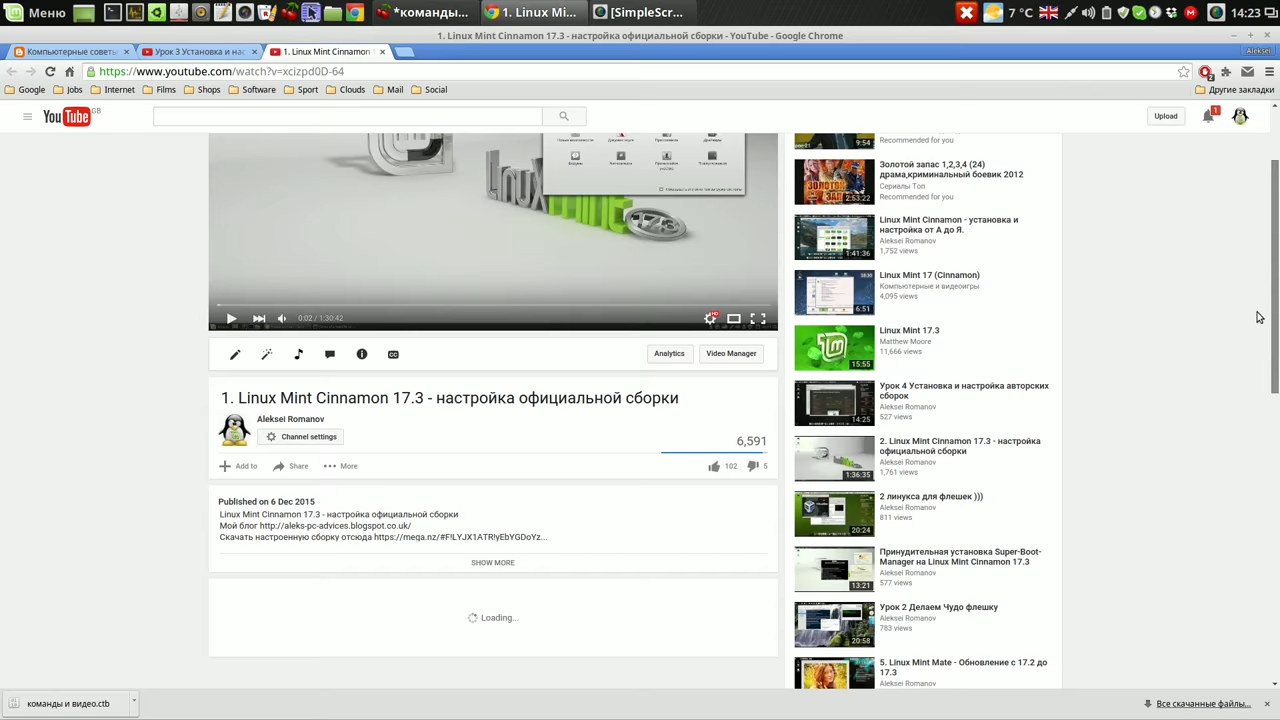 Меню
*команды...
1. Linux Mi...
[SimpleScr...
7 °C
14:23
1. Linux Mint Cinnamon 17.3 - настройка официальной сборки - YouTube - Google Chrome
Компьютерные советы
Урок 3 Установка и нас
1. Linux Mint Cinnamon
Aleksei
https://www.youtube.com/watch?v=xcizpd0D-64
Google
Jobs
Internet
Films
Shops
Software
Sport
Clouds
Mail
Social
Другие закладки
YouTube GB
Upload
1
9:54
Recommended for you
Золотой запас 1,2,3,4 (24)
драма,криминальный боевик 2012
Сериалы Топ
Recommended for you
2:53:22
Linux Mint Cinnamon - установка и
настройка от А до Я.
Aleksei Romanov
1,752 views
1:41:36
Linux Mint 17 (Cinnamon)
Компьютерные и видеоигры
4,095 views
6:51
0:02 / 1:30:42
Linux Mint 17.3
Matthew Moore
11,666 views
15:55
Analytics
Video Manager
1. Linux Mint Cinnamon 17.3 - настройка официальной сборки
Aleksei Romanov
Channel settings
6,591
Add to
Share
More
102
5
Урок 4 Установка и настройка авторских
сборок
Aleksei Romanov
527 views
14:25
2. Linux Mint Cinnamon 17.3 - настройка
официальной сборки
Aleksei Romanov
1,761 views
1:36:35
Published on 6 Dec 2015
Linux Mint Cinnamon 17.3 - настройка официальной сборки
Мой блог http://aleks-pc-advices.blogspot.co.uk/
Скачать настроенную сборку отсюда https://mega.nz/#F!LYJX1ATR!yEbYGDoYz...
SHOW MORE
Loading...
2 линукса для флешек )))
Aleksei Romanov
811 views
20:24
Принудительная установка Super-Boot-
Manager на Linux Mint Cinnamon 17.3
Aleksei Romanov
577 views
13:21
Урок 2 Делаем Чудо флешку
Aleksei Romanov
783 views
20:58
5. Linux Mint Mate - Обновление с 17.2 до
17.3
Aleksei Romanov
команды и видео.ctb
Все скачанные файлы...